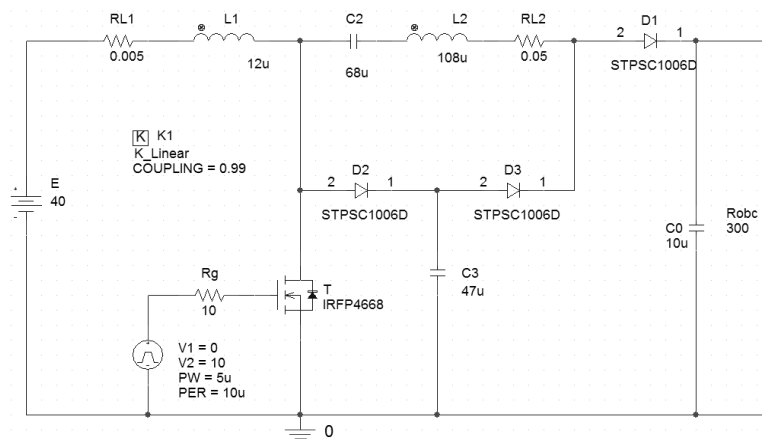 RL1
0.005
L1
12u
C2
68u
L2
108u
RL2
0.05
D1
2 1
STPSC1006D
K K1
K_Linear
COUPLING = 0.99
E
40
D2
2 1
STPSC1006D
D3
2 1
STPSC1006D
C0
10u
Robc
300
Rg
10
T
IRFP4668
C3
47u
V1 = 0
V2 = 10
PW = 5u
PER = 10u
0